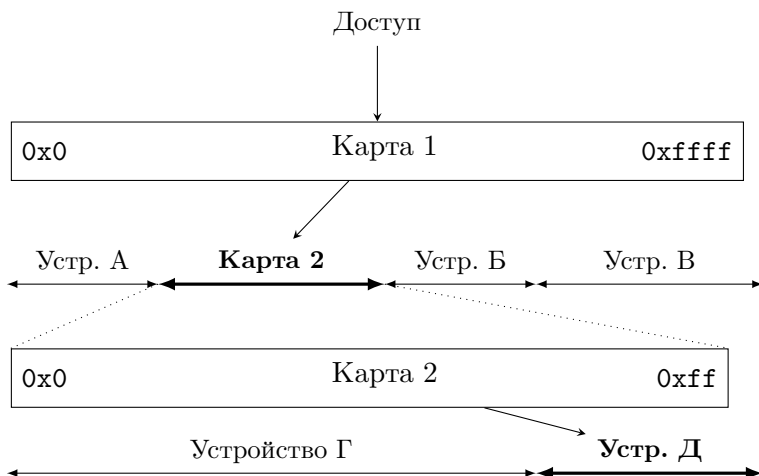 Доступ
0x0 Карта 1 0xffff
Устр. А Карта 2 Устр. Б Устр. В
0x0 Карта 2 0xff
Устройство Г Устр. Д